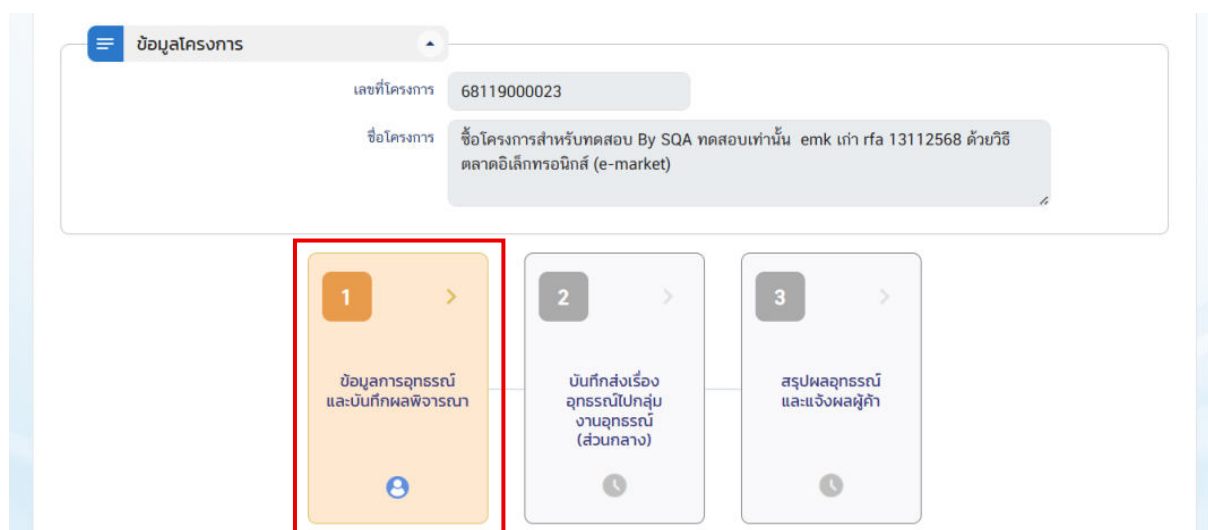 ข้อมูลโครงการ
เลขที่โครงการ 68119000023
ชื่อโครงการ ซื้อโครงการสำหรับทดสอบ By SQA ทดสอบเท่านั้น emk เก่า rfa 13112568 ด้วยวิธี
ตลาดอิเล็กทรอนิกส์ (e-market)
1
ข้อมูลการอุทธรณ์
และบันทึกผลพิจารณา
2
บันทึกส่งเรื่อง
อุทธรณ์ไปกลุ่ม
งานอุทธรณ์
(ส่วนกลาง)
3
สรุปผลอุทธรณ์
และแจ้งผลผู้ค้า